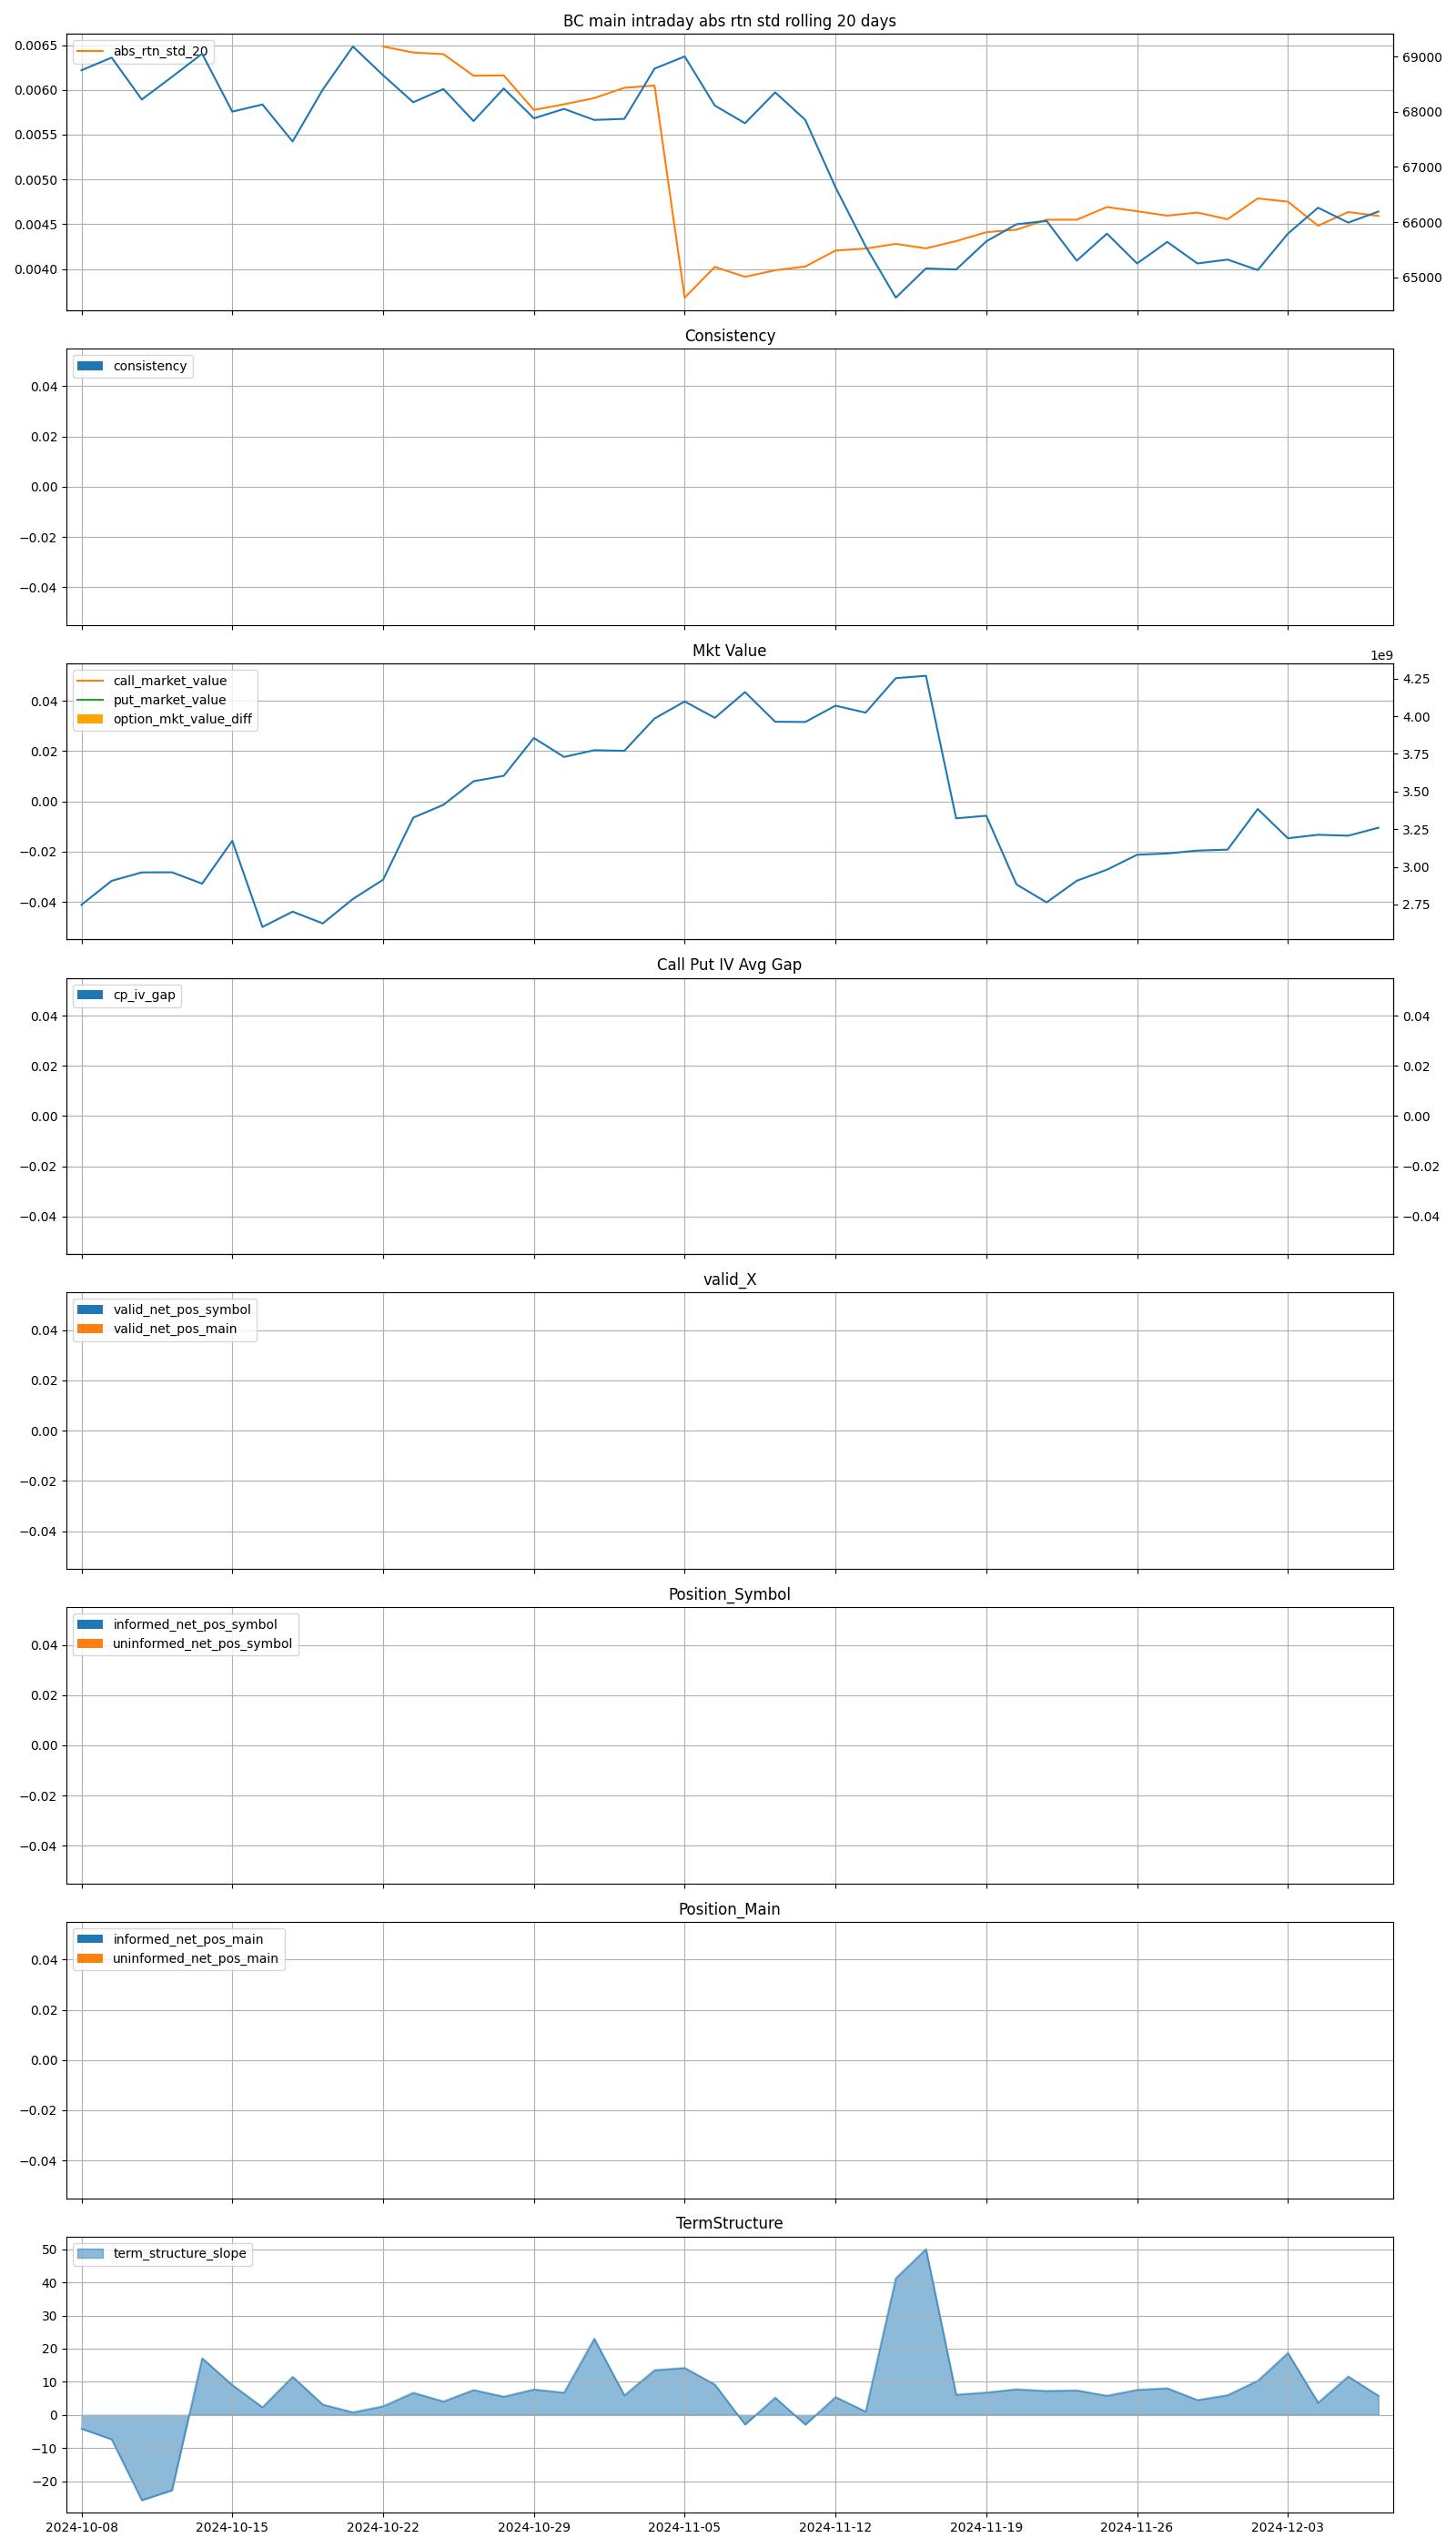 BC main intraday abs rtn std rolling 20 days
abs_rtn_std_20
0.0065
0.0060
0.0055
0.0050
0.0045
0.0040
69000
68000
67000
66000
65000
Consistency
consistency
0.04
0.02
0.00
−0.02
−0.04
Mkt Value
1e9
call_market_value
put_market_value
option_mkt_value_diff
0.04
0.02
0.00
−0.02
−0.04
4.25
4.00
3.75
3.50
3.25
3.00
2.75
Call Put IV Avg Gap
cp_iv_gap
0.04
0.02
0.00
−0.02
−0.04
0.04
0.02
0.00
−0.02
−0.04
valid_X
valid_net_pos_symbol
valid_net_pos_main
0.04
0.02
0.00
−0.02
−0.04
Position_Symbol
informed_net_pos_symbol
uninformed_net_pos_symbol
0.04
0.02
0.00
−0.02
−0.04
Position_Main
informed_net_pos_main
uninformed_net_pos_main
0.04
0.02
0.00
−0.02
−0.04
TermStructure
term_structure_slope
50
40
30
20
10
0
−10
−20
2024-10-08 2024-10-15 2024-10-22 2024-10-29 2024-11-05 2024-11-12 2024-11-19 2024-11-26 2024-12-03